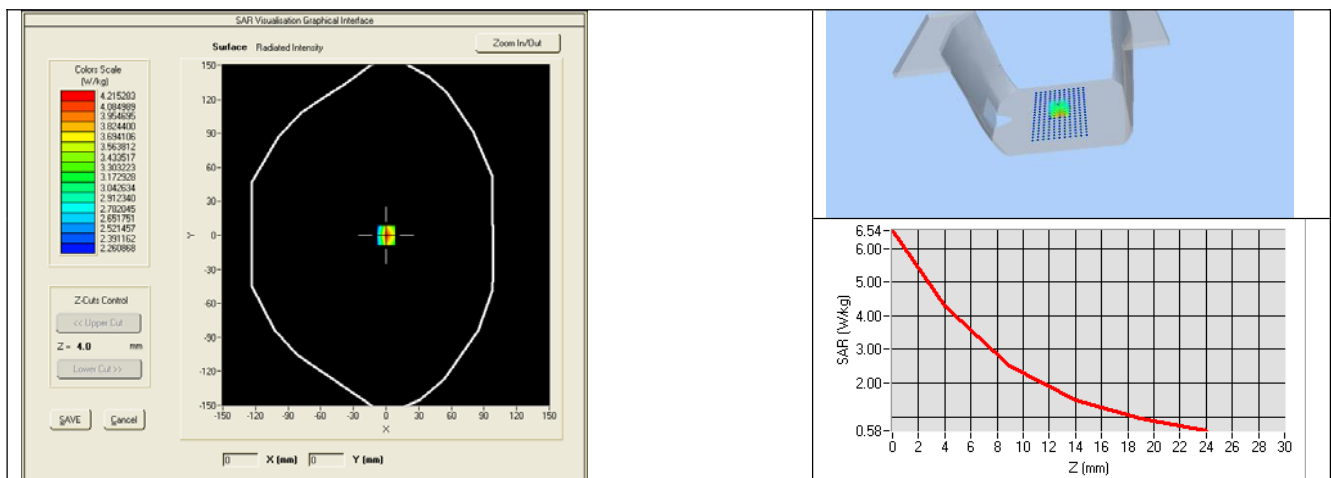 SAR Visualisation Graphical Interface
Surface Radiated Intensity
Zoom In/Out
Colors Scale
(W/kg)
4.215283
4.084989
3.954695
3.824400
3.694106
3.563812
3.433517
3.303223
3.172928
3.042634
2.912340
2.782045
2.651751
2.521457
2.391162
2.260868
Z-Cuts Control
<< Upper Cut
Z = 4.0 mm
Lower Cut >>
SAVE Cancel
150-
120-
90-
60-
30-
0-
-30-
-60-
-90-
-120-
-150-
Y
-150 -120 -90 -60 -30 0 30 60 90 120 150
X
0 X (mm) 0 Y (mm)
6.54-
6.00-
5.00-
4.00-
3.00-
2.00-
0.58-
SAR (W/kg)
0 2 4 6 8 10 12 14 16 18 20 22 24 26 30
Z (mm)